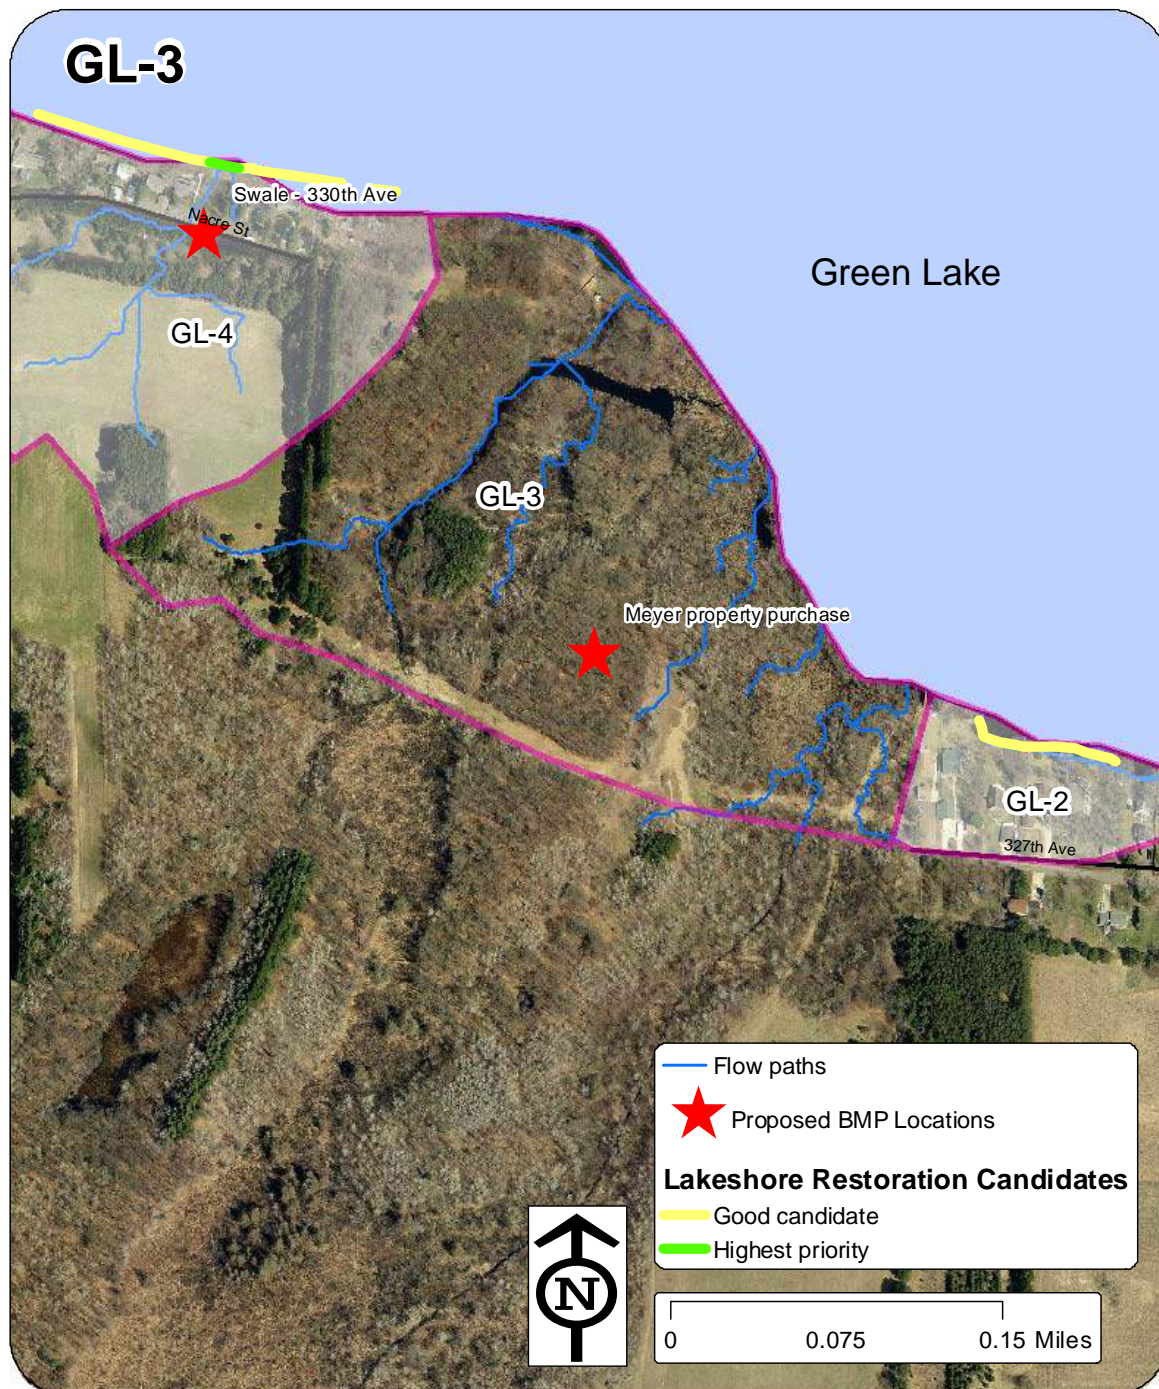 GL-3
Swale - 330th Ave
Nacre St
Green Lake
GL-4
GL-3
Meyer property purchase
GL-2
327th Ave
Flow paths
Proposed BMP Locations
Lakeshore Restoration Candidates
Good candidate
Highest priority
N
0 0.075 0.15 Miles